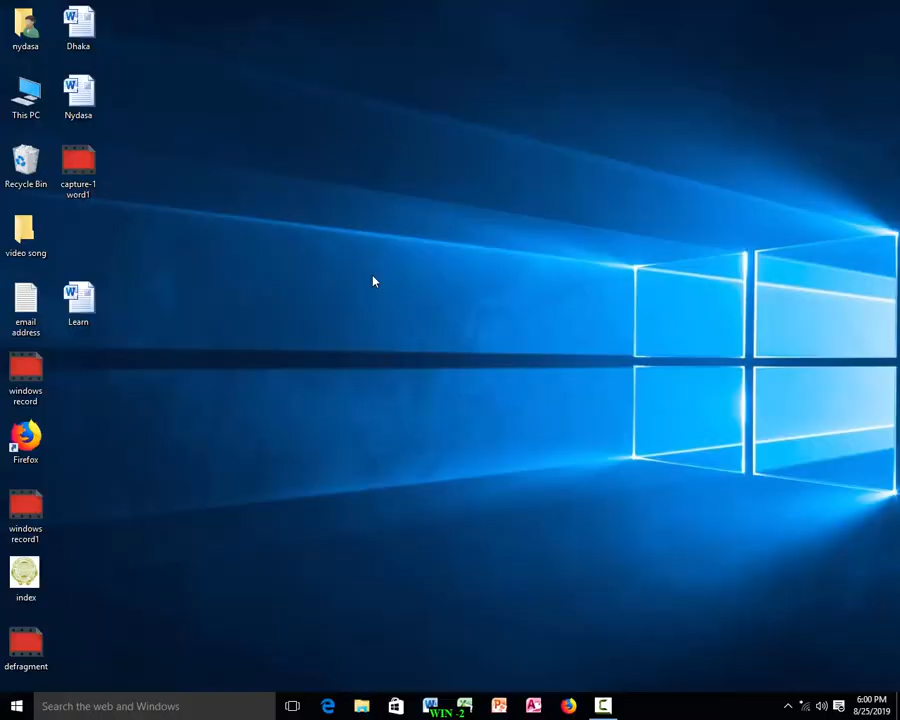 nydasa
Dhaka
This PC
Nydasa
Recycle Bin
capture-1
word1
video song
email
address
Learn
windows
record
Firefox
windows
record1
index
defragment
Search the web and Windows
WIN -2
6:00 PM
8/25/2019